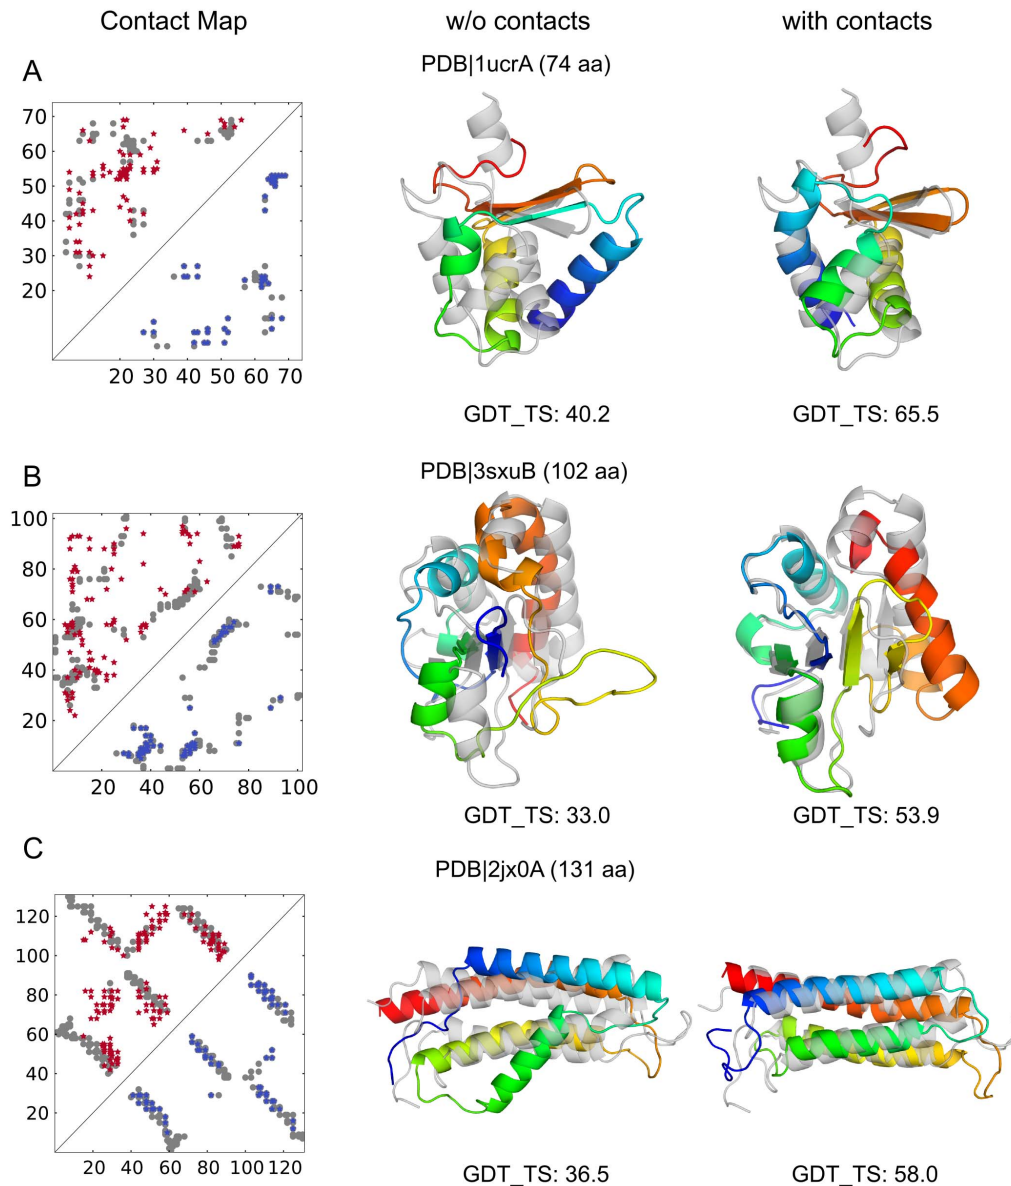 Contact Map w/o contacts with contacts
A
PDB|1ucrA (74 aa)
70
60
50
40
30
20
20 30 40 50 60 70
GDT_TS: 40.2 GDT_TS: 65.5
B
PDB|3sxuB (102 aa)
100
80
60
40
20
20 40 60 80 100
GDT_TS: 33.0 GDT_TS: 53.9
C
PDB|2jx0A (131 aa)
120
100
80
60
40
20
20 40 60 80 100 120
GDT_TS: 36.5 GDT_TS: 58.0